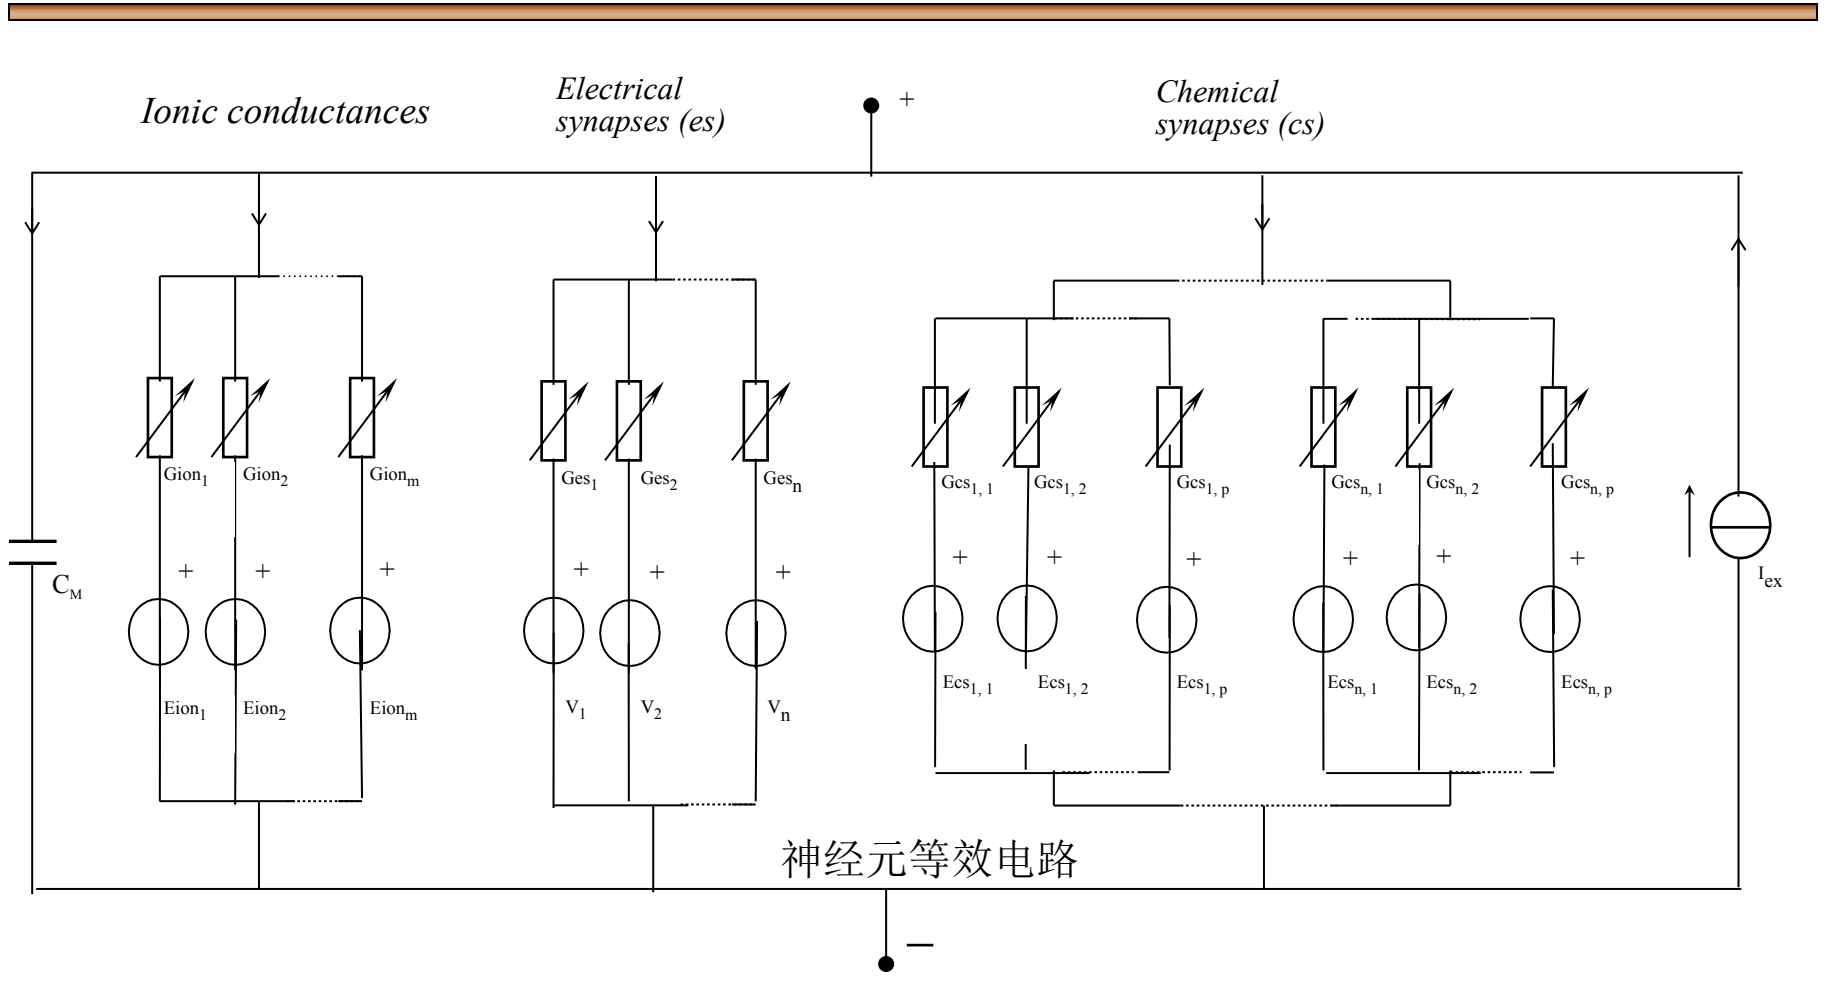 Ionic conductances
Electrical
synapses (es)
+
Chemical
synapses (cs)
Gion1 Gion2 Gionm Ges1 Ges2 Gesn Gcs1, 1 Gcs1, 2 Gcs1, p Gcsn, 1 Gcsn, 2 Gcsn, p
+ + + + + + + + + + + +
CM
Iex
Eion1 Eion2 Eionm V1 V2 Vn Ecs1, 1 Ecs1, 2 Ecs1, p Ecsn, 1 Ecsn, 2 Ecsn, p
神经元等效电路
—